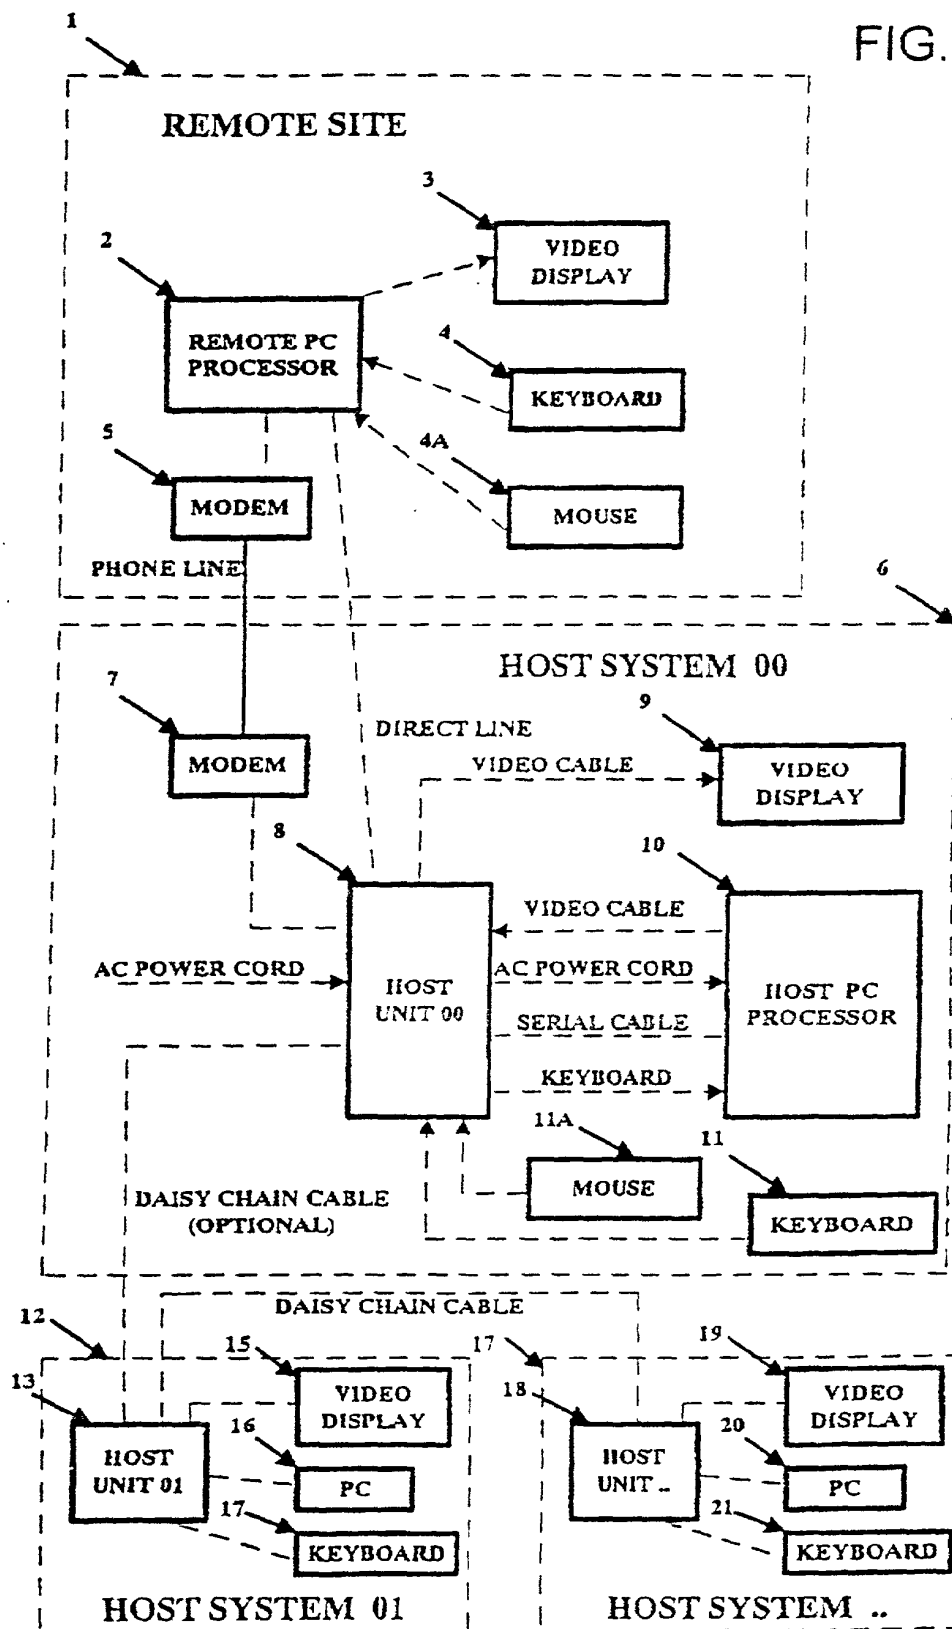 1
FIG.
REMOTE SITE
3
VIDEO
DISPLAY
2
REMOTE PC
PROCESSOR
4
KEYBOARD
5
4A
MODEM
MOUSE
PHONE LINE
6
HOST SYSTEM 00
7
9
DIRECT LINE
MODEM
VIDEO CABLE
VIDEO
DISPLAY
8
10
VIDEO CABLE
AC POWER CORD
HOST
UNIT 00
AC POWER CORD
HOST PC
PROCESSOR
SERIAL CABLE
KEYBOARD
11A
11
MOUSE
DAISY CHAIN CABLE
(OPTIONAL)
KEYBOARD
DAISY CHAIN CABLE
12
15
17
19
13
VIDEO
DISPLAY
18
VIDEO
DISPLAY
HOST
UNIT 01
16
PC
HOST
UNIT ..
20
PC
17
KEYBOARD
21
KEYBOARD
HOST SYSTEM 01
HOST SYSTEM ..